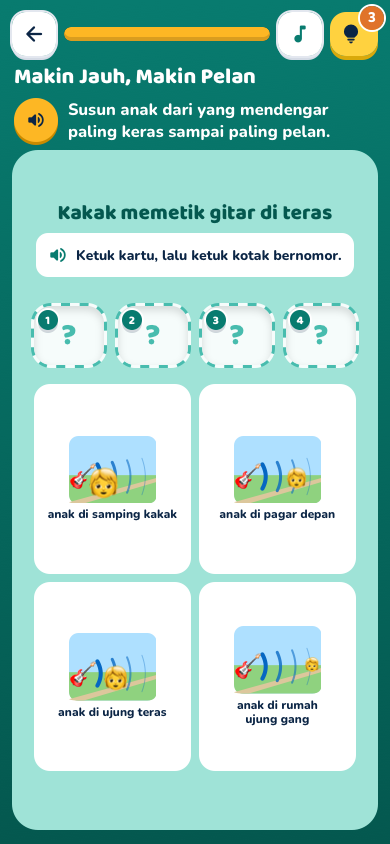 3
Makin Jauh, Makin Pelan
Susun anak dari yang mendengar
paling keras sampai paling pelan.
Kakak memetik gitar di teras
Ketuk kartu, lalu ketuk kotak bernomor.
1 ? 2 ? 3 ? 4 ?
anak di samping kakak
anak di pagar depan
anak di ujung teras
anak di rumah
ujung gang